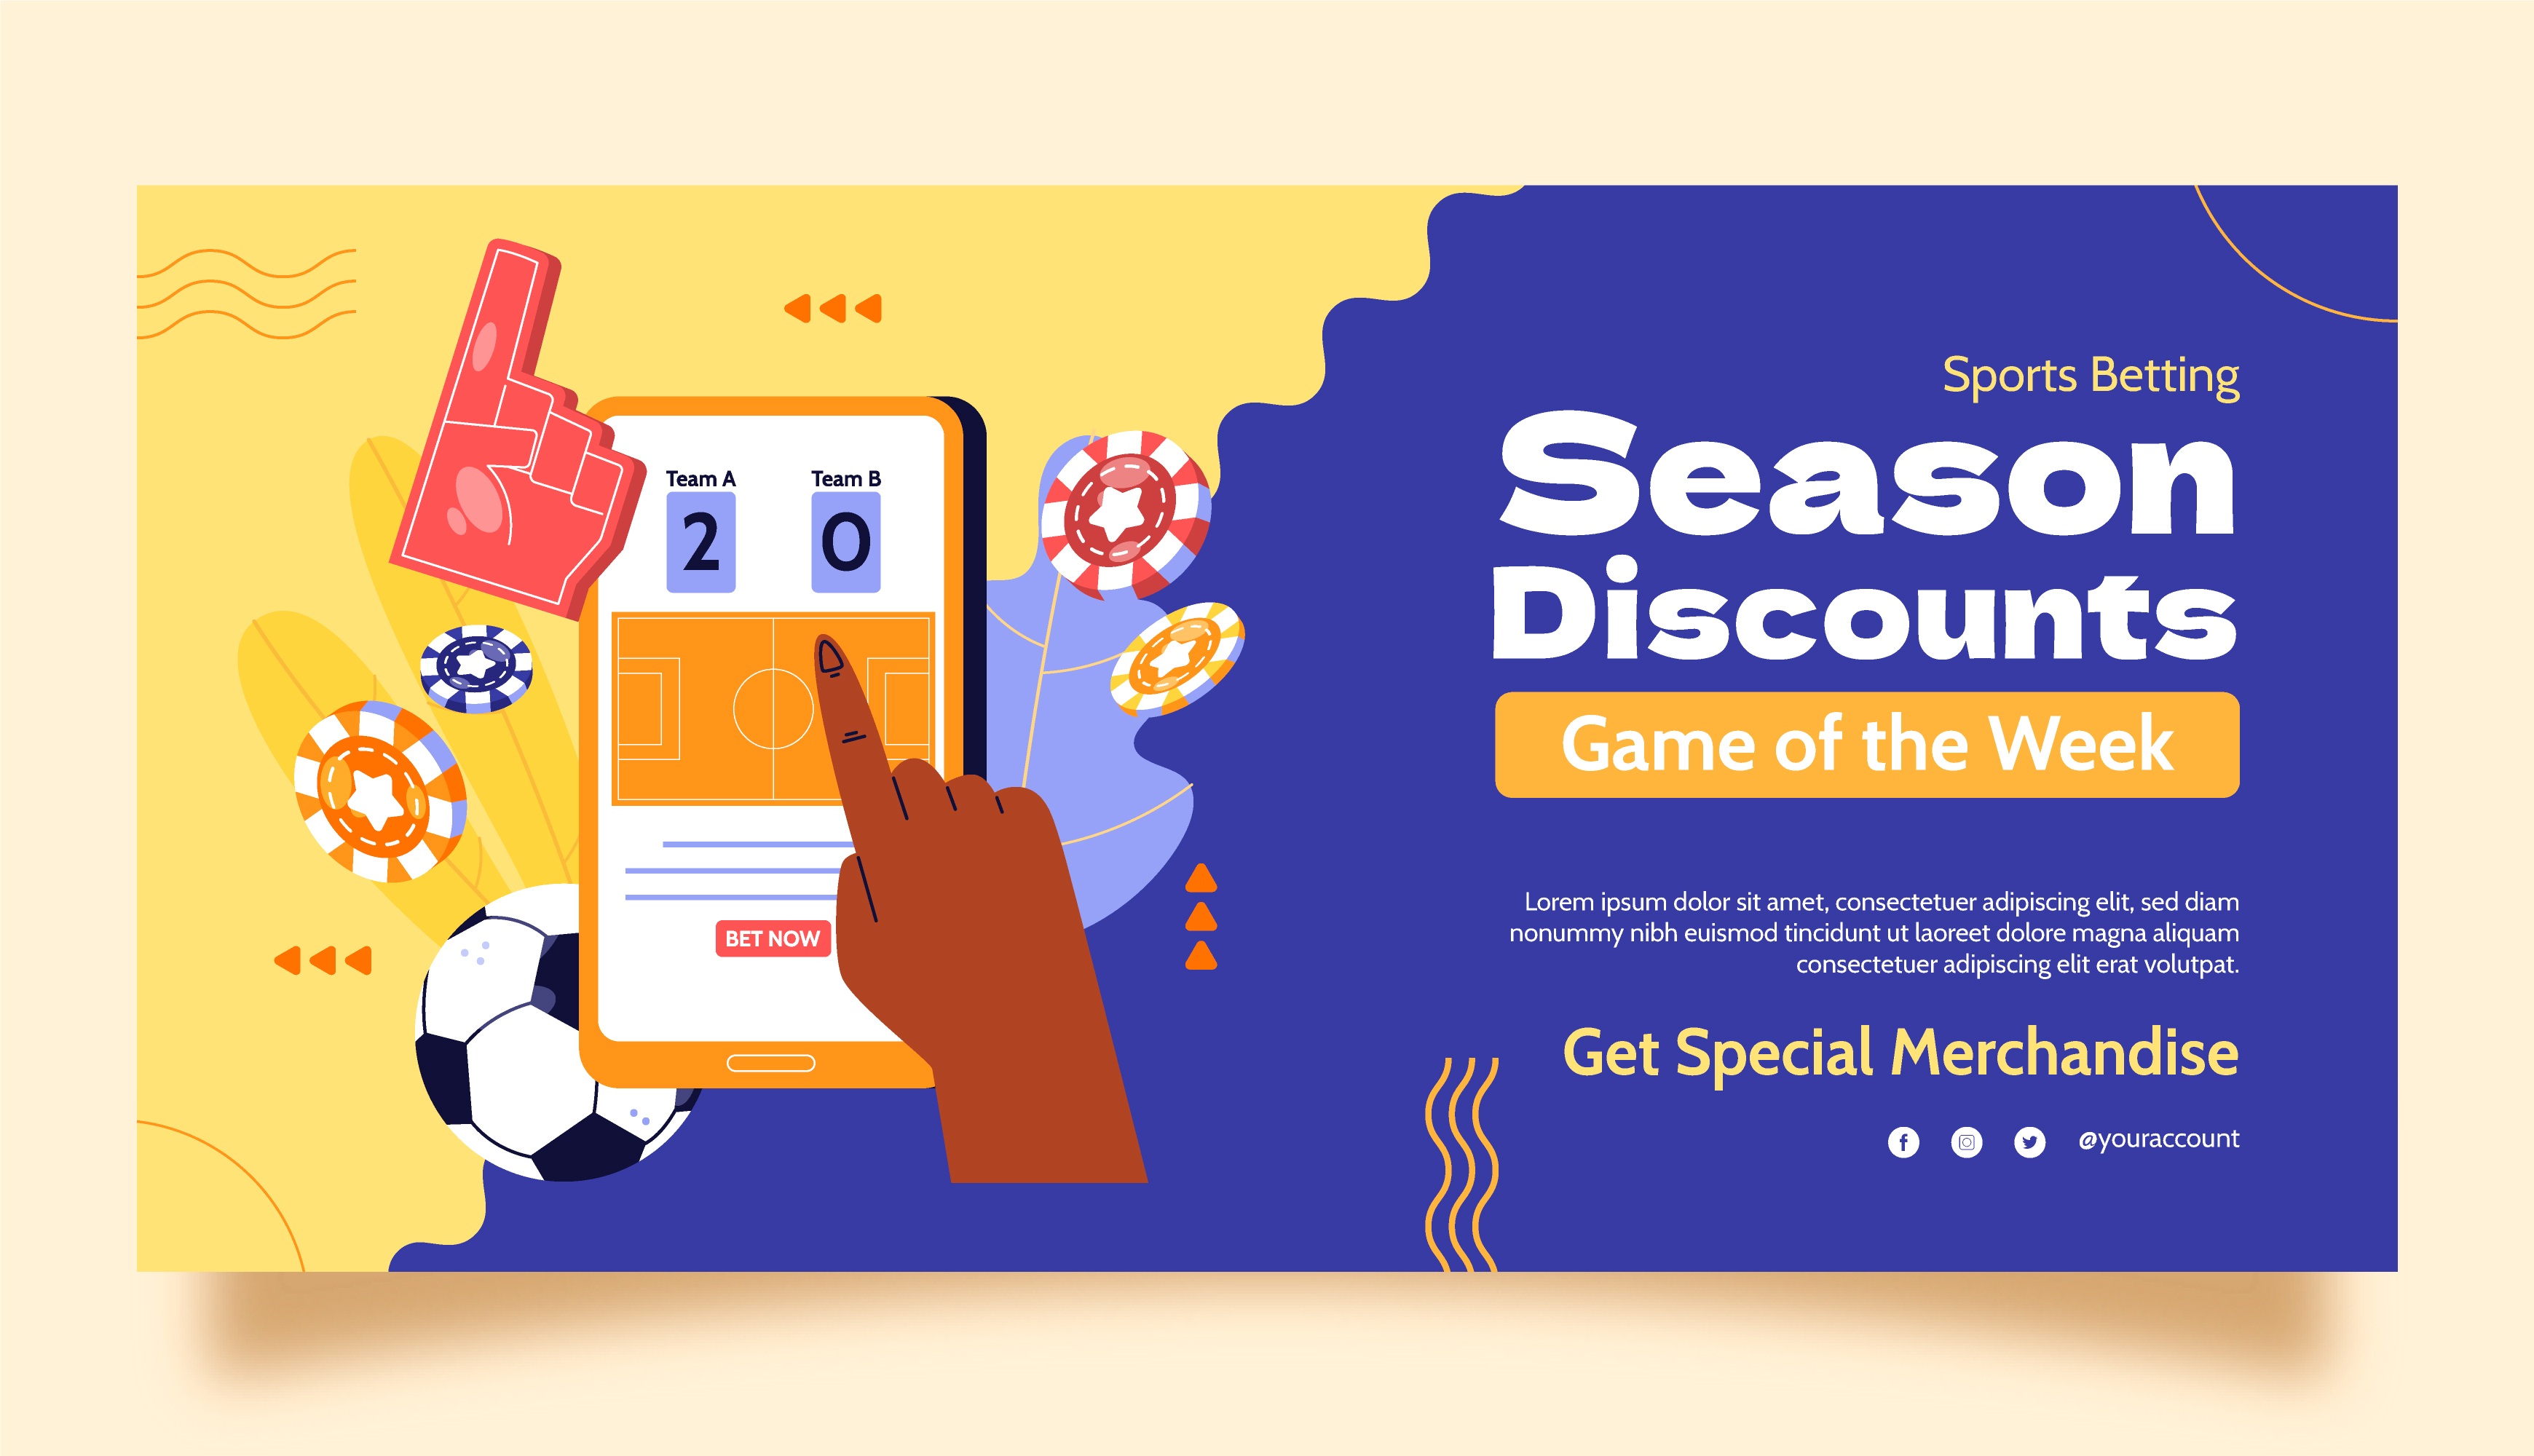 Team A Team B
2 0
BET NOW
Sports Betting
Season
Discounts
Game of the Week
Lorem ipsum dolor sit amet, consectetuer adipiscing elit, sed diam
nonummy nibh euismod tincidunt ut laoreet dolore magna aliquam
consectetuer adipiscing elit erat volutpat.
Get Special Merchandise
@youraccount